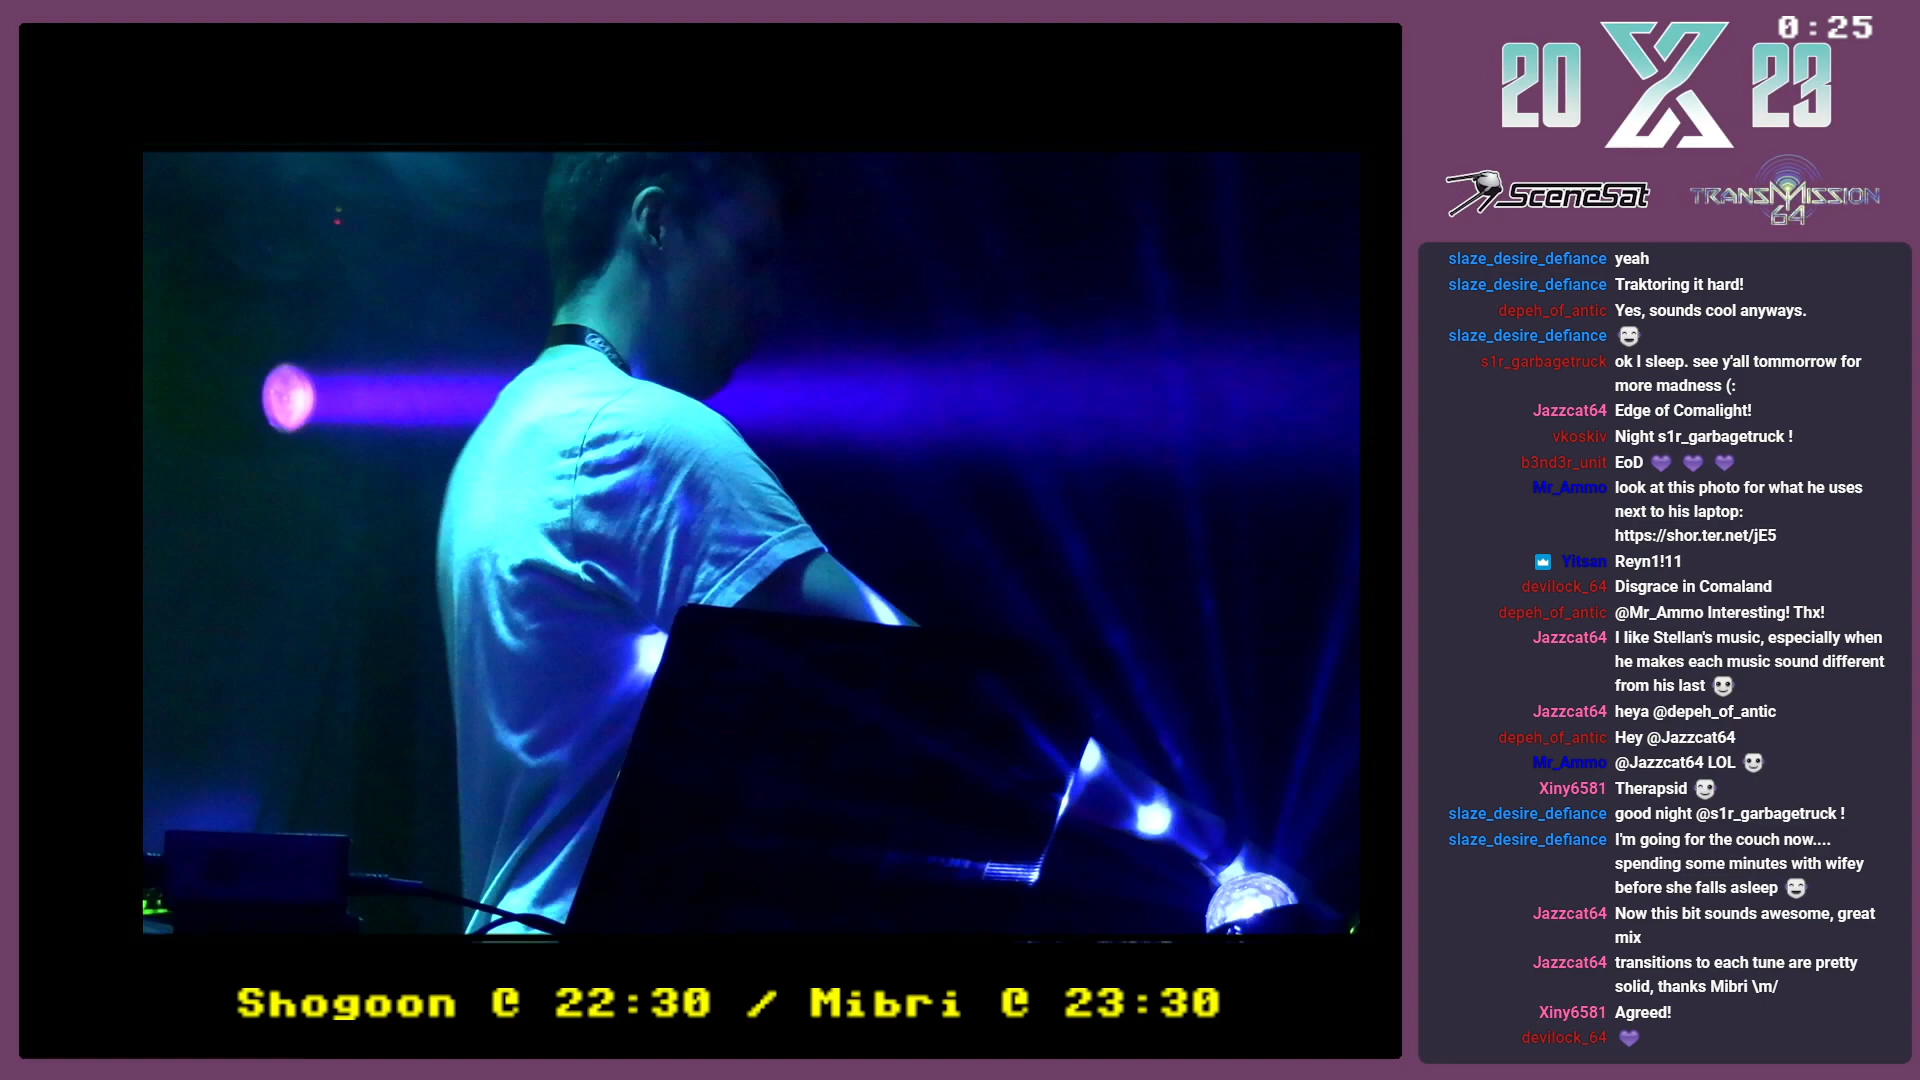 0:25
20 X 23
SceneSat
TRANSMISSION
64
slaze_desire_defiance yeah
slaze_desire_defiance Traktoring it hard!
depeh_of_antic Yes, sounds cool anyways.
slaze_desire_defiance
s1r_garbagetruck ok I sleep. see y'all tommorrow for
more madness (:
Jazzcat64 Edge of Comalight!
vkoskiv Night s1r_garbagetruck !
b3nd3r_unit EoD
Mr_Ammo look at this photo for what he uses
next to his laptop:
https://shor.ter.net/jE5
Yitsan Reyn1!11
devilock_64 Disgrace in Comaland
depeh_of_antic @Mr_Ammo Interesting! Thx!
Jazzcat64 I like Stellan's music, especially when
he makes each music sound different
from his last
Jazzcat64 heya @depeh_of_antic
depeh_of_antic Hey @Jazzcat64
Mr_Ammo @Jazzcat64 LOL
Xiny6581 Therapsid
slaze_desire_defiance good night @s1r_garbagetruck !
slaze_desire_defiance I'm going for the couch now....
spending some minutes with wifey
before she falls asleep
Jazzcat64 Now this bit sounds awesome, great
mix
Jazzcat64 transitions to each tune are pretty
solid, thanks Mibri \m/
Xiny6581 Agreed!
devilock_64
Shogoon @ 22:30 / Mibri @ 23:30